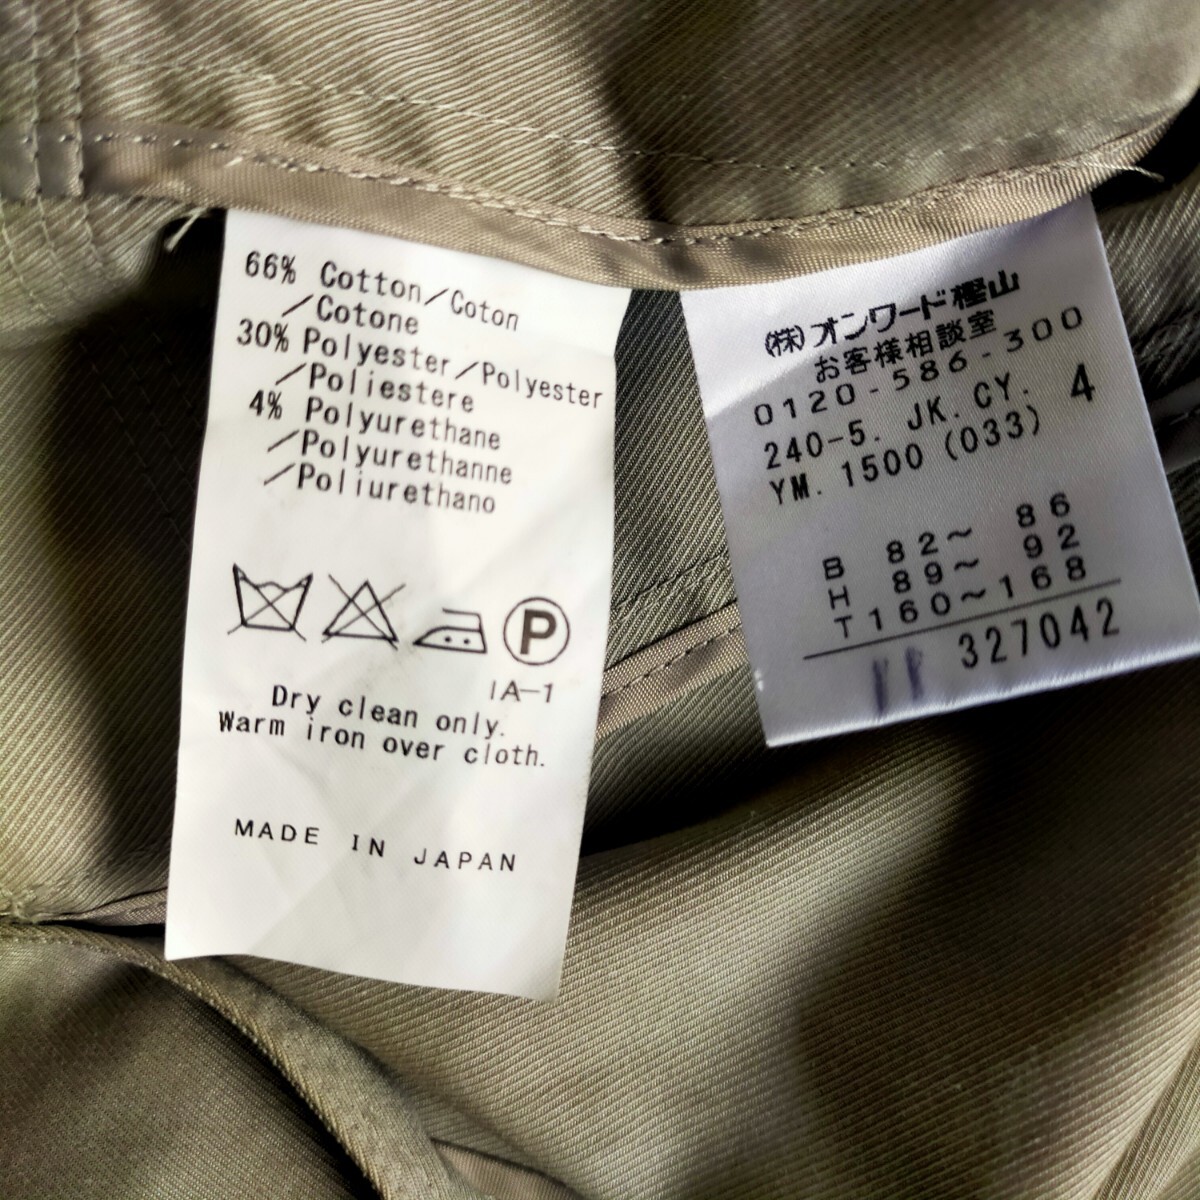 66% Cotton/Coton
/Cotone
30% Polyester/Polyester
/Poliestere
4% Polyurethane
/Polyurethanne
/Poliurethano
P
IA-1
Dry clean only.
Warm iron over cloth.
MADE IN JAPAN
(株)オンワード樫山
お客様相談室
0120-586-300
240-5. JK. CY. 4
YM. 1500 (033)
B 82~ 86
H 89~ 92
T160~168
327042